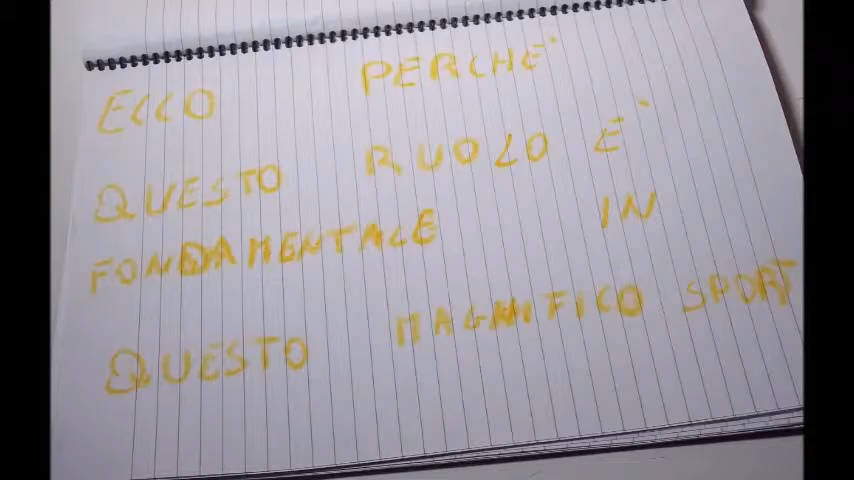 ECCO PERCHE'
QUESTO RUOLO E'
FONDAMENTALE IN
QUESTO MAGNIFICO SPORT